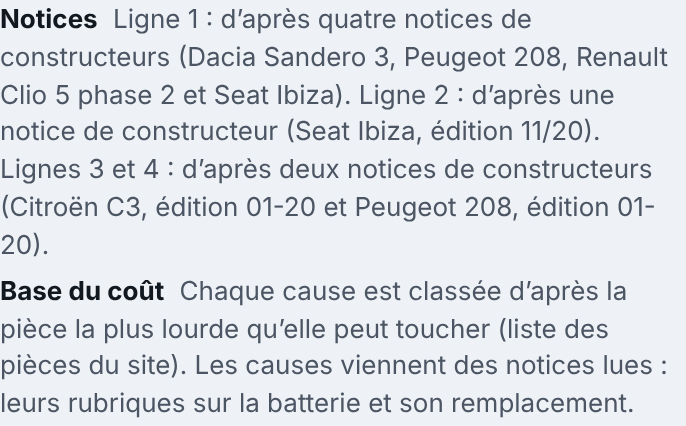 Notices Ligne 1 : d’après quatre notices de
constructeurs (Dacia Sandero 3, Peugeot 208, Renault
Clio 5 phase 2 et Seat Ibiza). Ligne 2 : d’après une
notice de constructeur (Seat Ibiza, édition 11/20).
Lignes 3 et 4 : d’après deux notices de constructeurs
(Citroën C3, édition 01-20 et Peugeot 208, édition 01-
20).
Base du coût Chaque cause est classée d’après la
pièce la plus lourde qu’elle peut toucher (liste des
pièces du site). Les causes viennent des notices lues :
leurs rubriques sur la batterie et son remplacement.